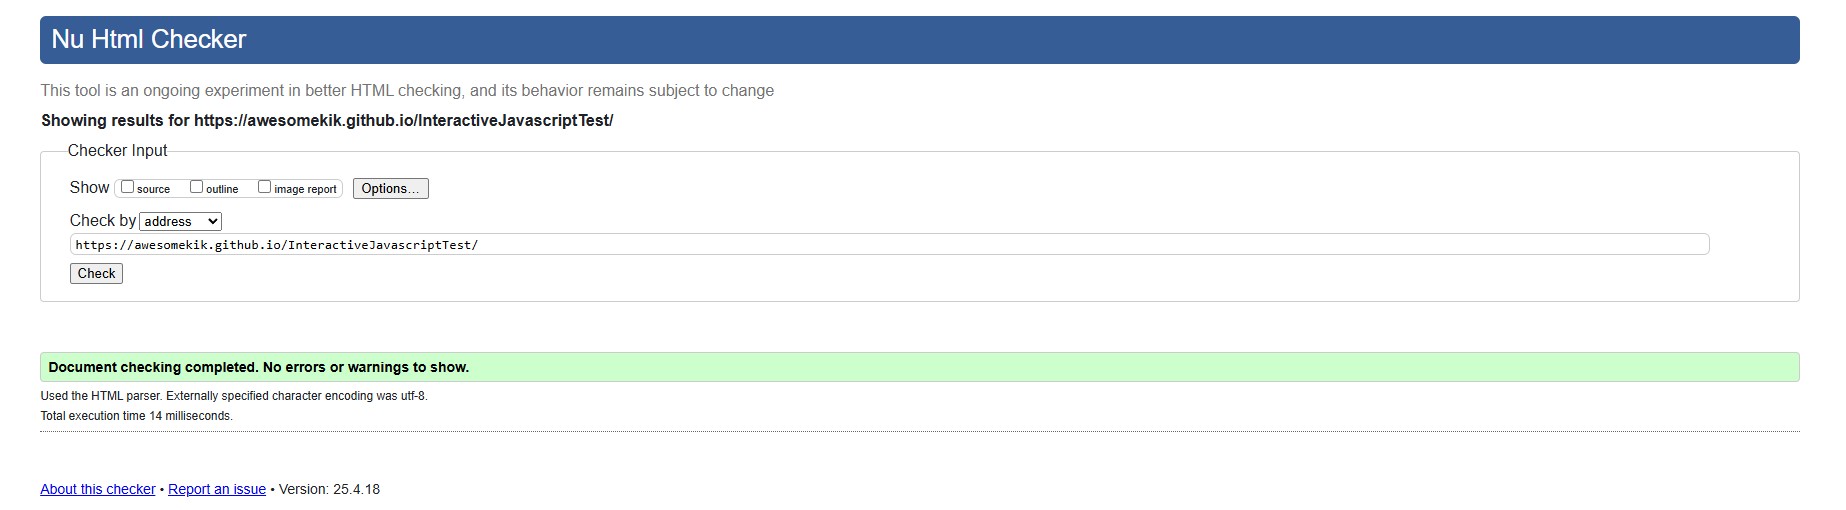 Nu Html Checker
This tool is an ongoing experiment in better HTML checking, and its behavior remains subject to change
Showing results for https://awesomekik.github.io/InteractiveJavascriptTest/
Checker Input
Show source outline image report Options...
Check by address
https://awesomekik.github.io/InteractiveJavascriptTest/
Check
Document checking completed. No errors or warnings to show.
Used the HTML parser. Externally specified character encoding was utf-8.
Total execution time 14 milliseconds.
About this checker • Report an issue • Version: 25.4.18